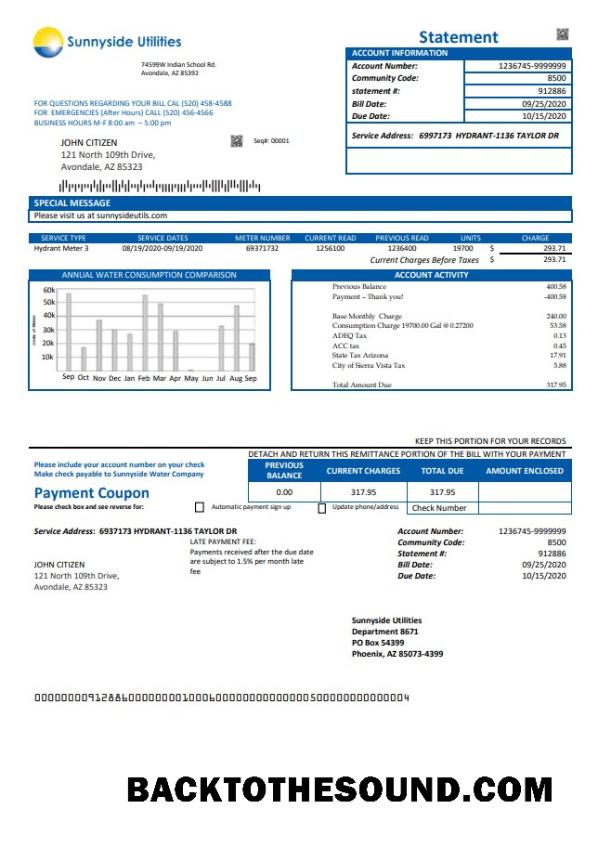 Sunnyside Utilities
Statement
74599W Indian School Rd.
Avondale, AZ 85392
ACCOUNT INFORMATION
Account Number: 1236745-9999999
Community Code: 8500
statement #: 912886
Bill Date: 09/25/2020
Due Date: 10/15/2020
FOR QUESTIONS REGARDING YOUR BILL CAL (520) 458-4588
FOR EMERGENCIES (After Hours) CALL (520) 456-4566
BUSINESS HOURS M-F 8:00 am – 5:00 pm
Service Address: 6997173 HYDRANT-1136 TAYLOR DR
JOHN CITIZEN
Seq#: 00001
121 North 109th Drive,
Avondale, AZ 85323
SPECIAL MESSAGE
Please visit us at sunnysideutils.com
SERVICE TYPE SERVICE DATES METER NUMBER CURRENT READ PREVIOUS READ UNITS CHARGE
Hydrant Meter 3 08/19/2020-09/19/2020 69371732 1256100 1236400 19700 $ 293.71
Current Charges Before Taxes $ 293.71
ANNUAL WATER CONSUMPTION COMPARISON
60k
50k
40k
30k
20k
10k
Sep Oct Nov Dec Jan Feb Mar Apr May Jun Jul Aug Sep
ACCOUNT ACTIVITY
Previous Balance 400.58
Payment – Thank you! -400.58
Base Monthly Charge 240.00
Consumption Charge 19700.00 Gal @ 0.27200 53.58
ADEQ Tax 0.13
ACC tax 0.45
State Tax Arizona 17.91
City of Sierra Vista Tax 5.88
Total Amount Due 317.95
KEEP THIS PORTION FOR YOUR RECORDS
DETACH AND RETURN THIS REMITTANCE PORTION OF THE BILL WITH YOUR PAYMENT
Please include your account number on your check
Make check payable to Sunnyside Water Company
PREVIOUS BALANCE CURRENT CHARGES TOTAL DUE AMOUNT ENCLOSED
Payment Coupon
0.00 317.95 317.95
Please check box and see reverse for: Automatic payment sign up Update phone/address Check Number
Service Address: 6937173 HYDRANT-1136 TAYLOR DR
LATE PAYMENT FEE:
Payments received after the due date
are subject to 1.5% per month late
fee
JOHN CITIZEN
121 North 109th Drive,
Avondale, AZ 85323
Account Number: 1236745-9999999
Community Code: 8500
Statement #: 912886
Bill Date: 09/25/2020
Due Date: 10/15/2020
Sunnyside Utilities
Department 8671
PO Box 54399
Phoenix, AZ 85073-4399
BACKTOTHESOUND.COM